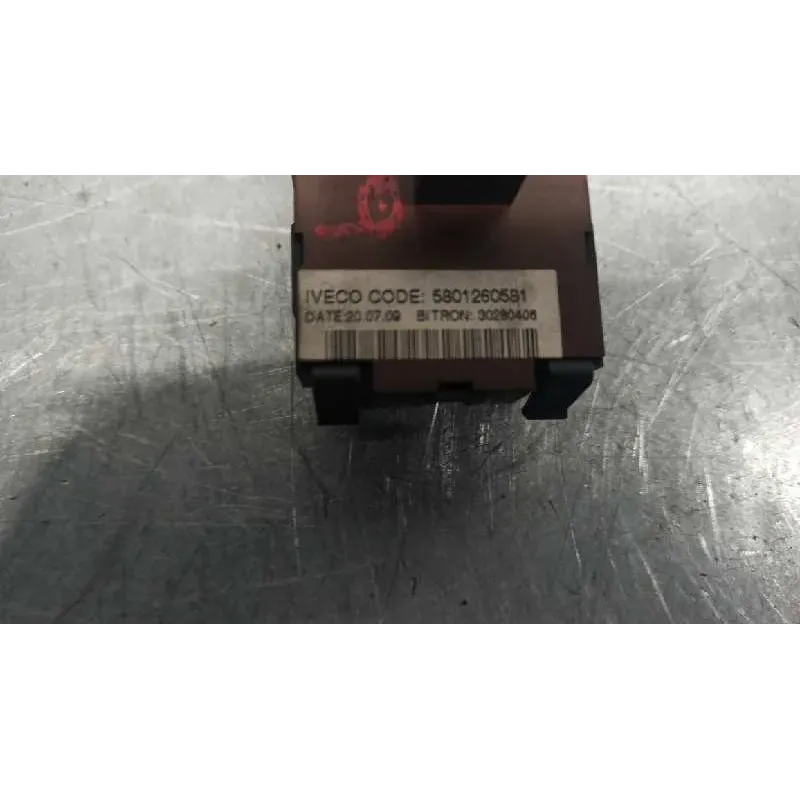 IVECO CODE: 5801260581
DATE:20.07.09 BITRON: 30280406